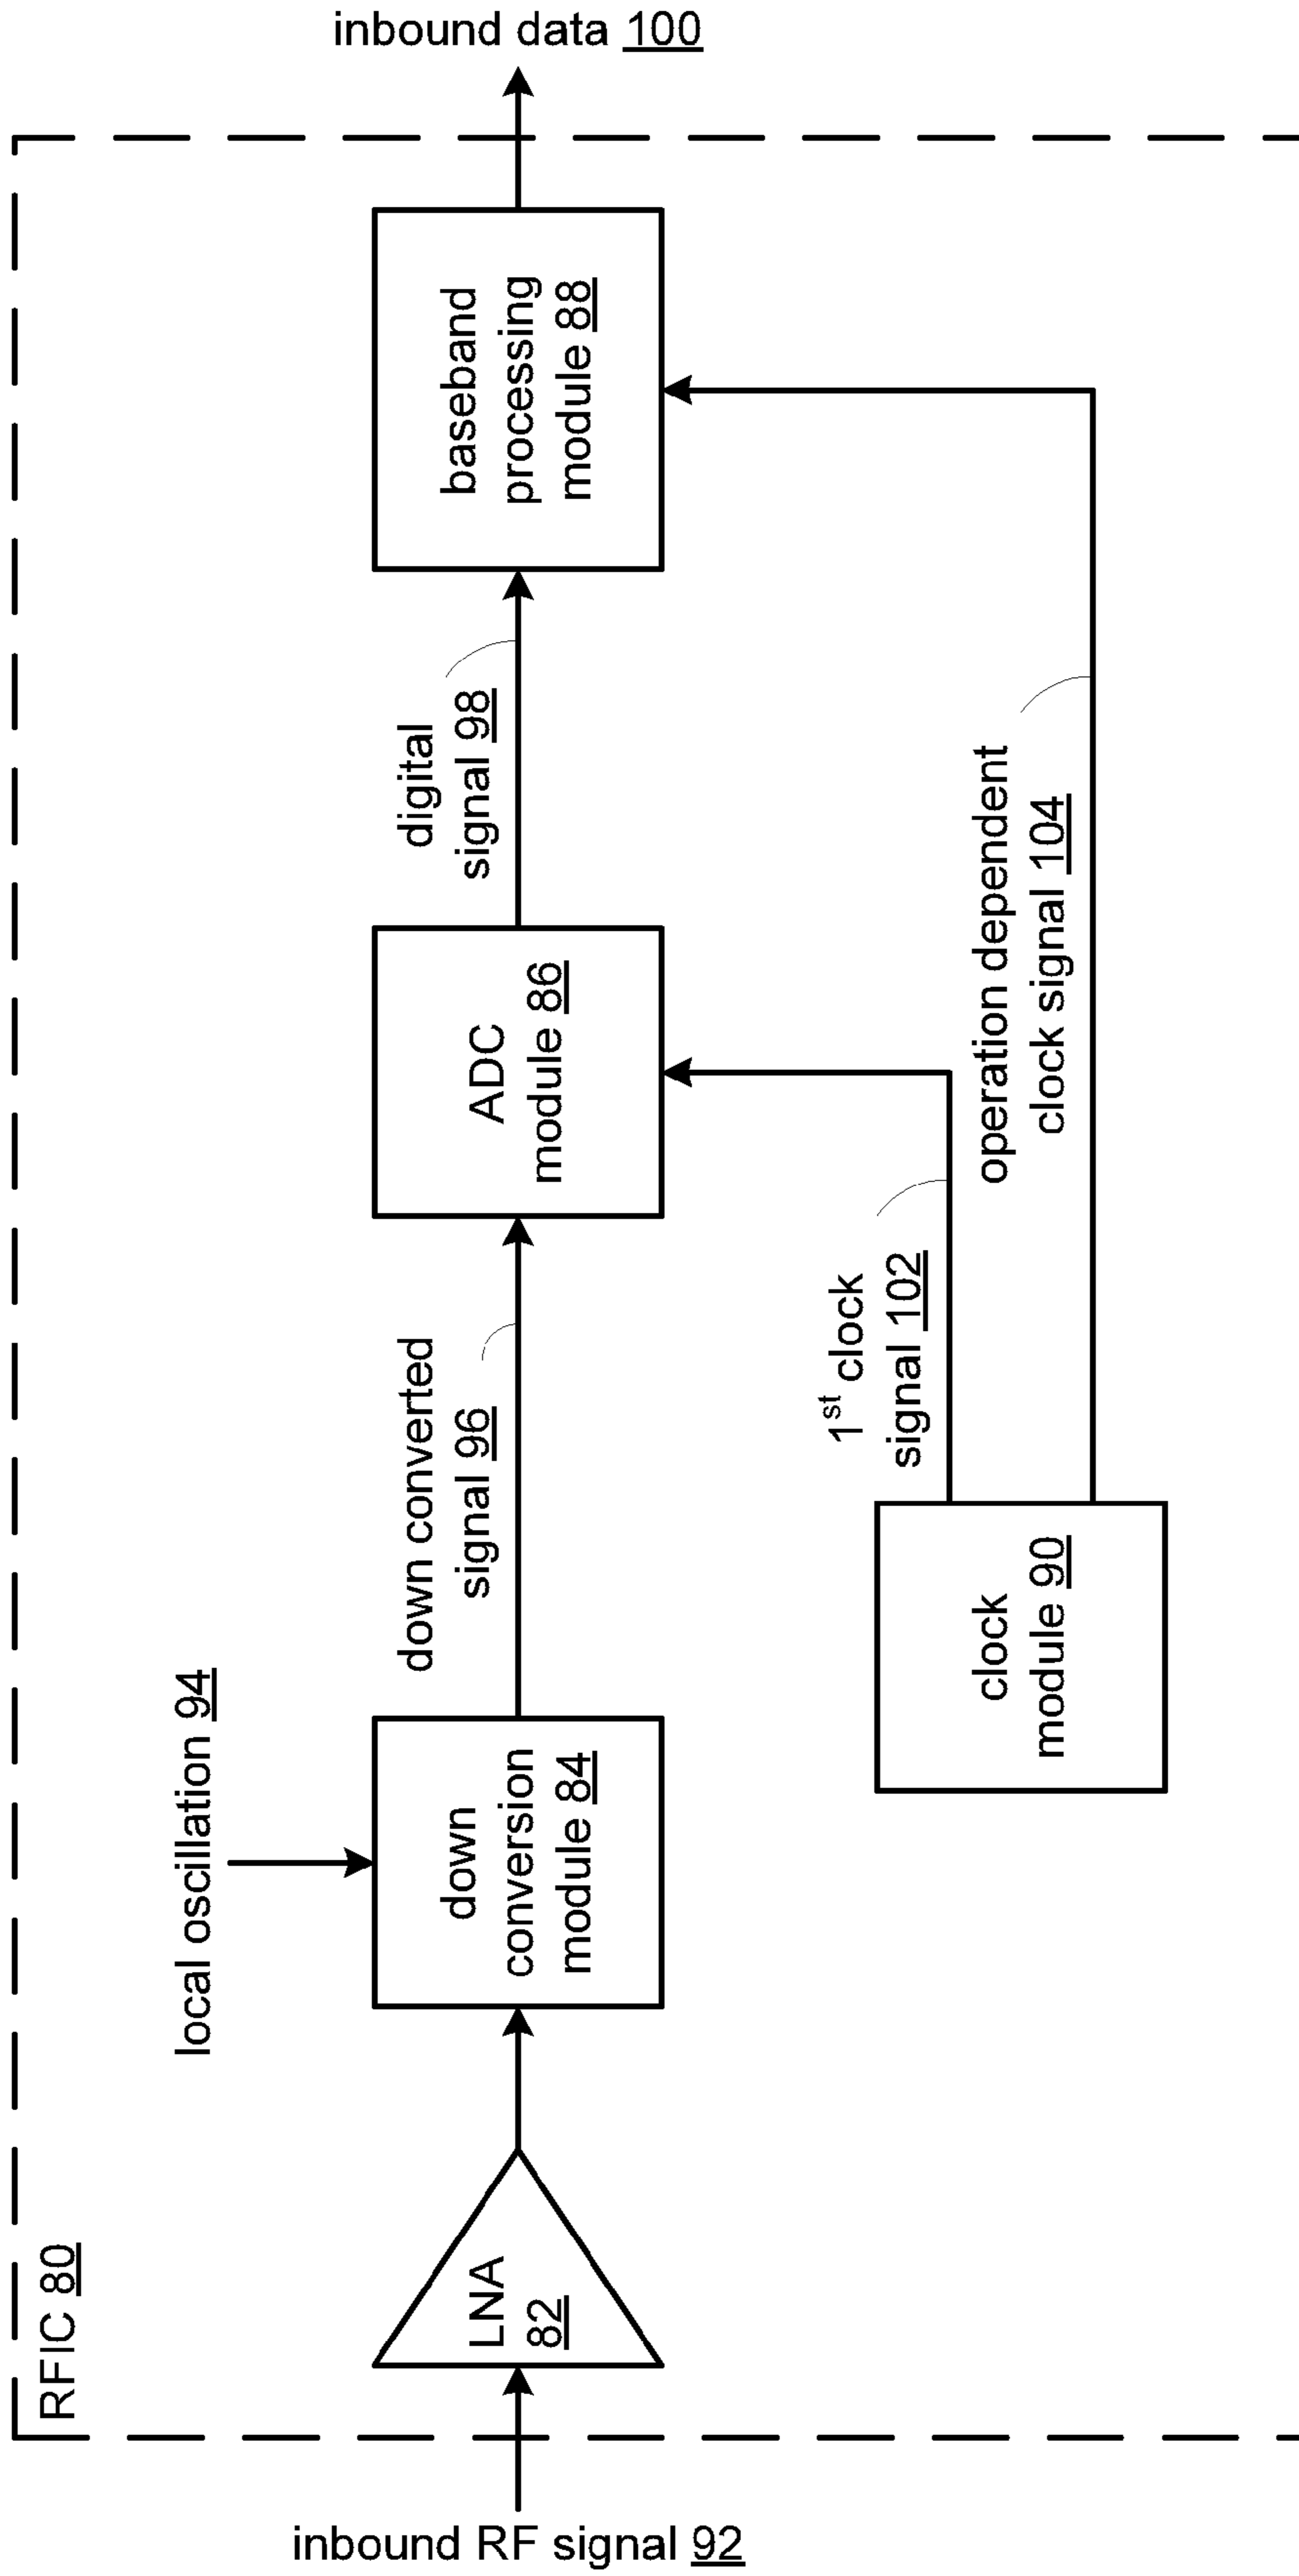 RFIC 80
inbound RF signal 92
LNA
82
local oscillation 94
down
conversion
module 84
down converted
signal 96
ADC
module 86
digital
signal 98
baseband
processing
module 88
inbound data 100
clock
module 90
1st clock
signal 102
operation dependent
clock signal 104